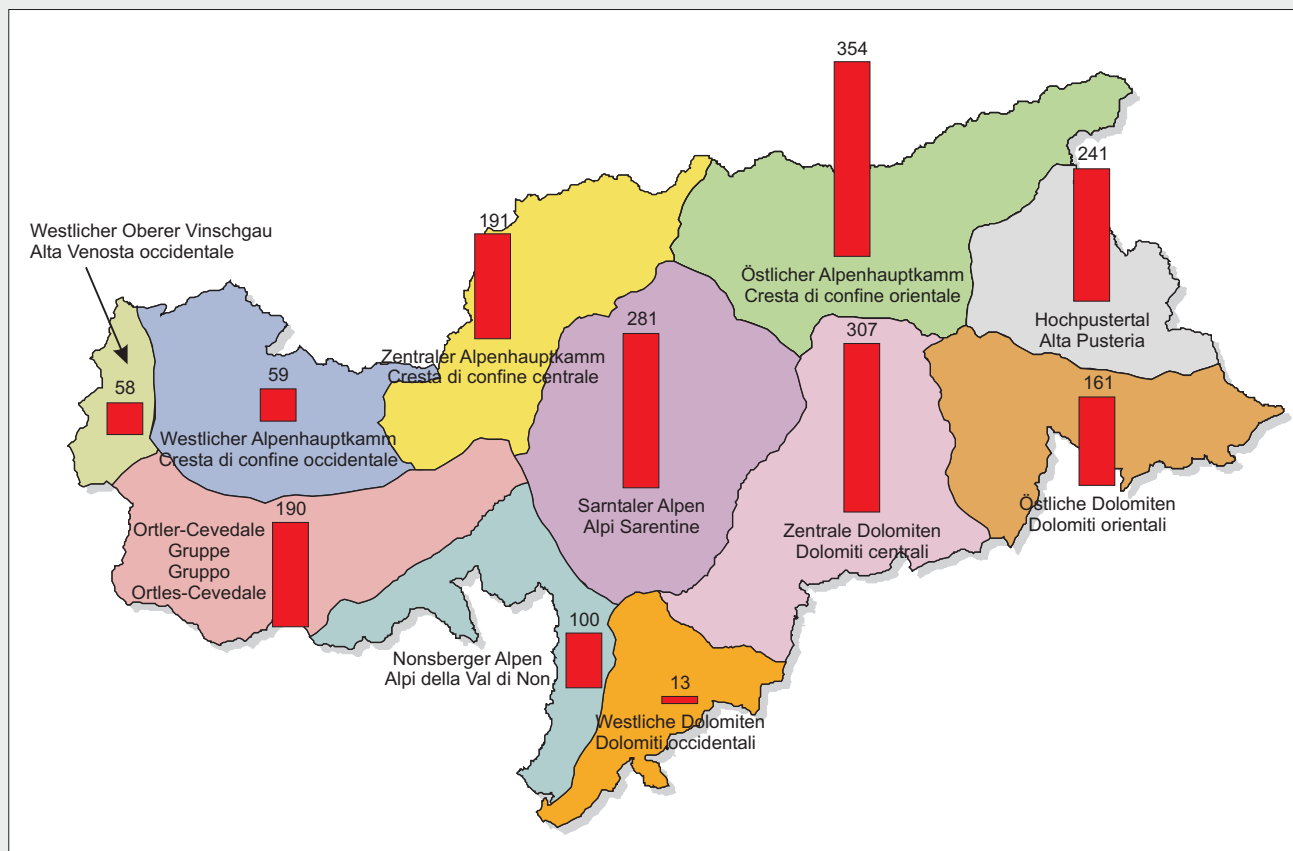 354
241
191
Westlicher Oberer Vinschgau
Alta Venosta occidentale
Östlicher Alpenhauptkamm
Cresta di confine orientale
Hochpustertal
Alta Pusteria
281
307
Zentraler Alpenhauptkamm
Cresta di confine centrale
58
59
161
Westlicher Alpenhauptkamm
Cresta di confine occidentale
Sarntaler Alpen
Alpi Sarentine
Östliche Dolomiten
Dolomiti orientali
190
Ortler-Cevedale
Gruppe
Gruppo
Ortles-Cevedale
Zentrale Dolomiten
Dolomiti centrali
100
Nonsberger Alpen
Alpi della Val di Non
13
Westliche Dolomiten
Dolomiti occidentali